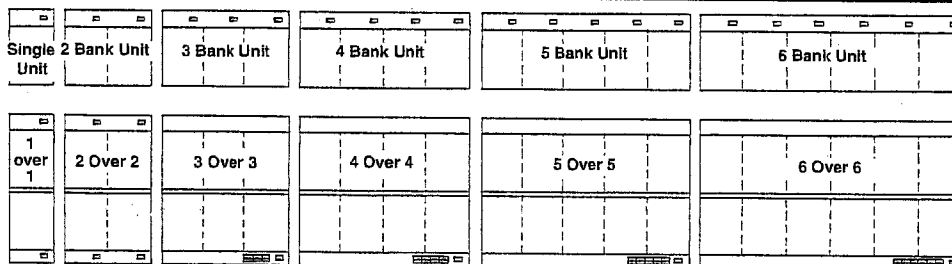 Single
Unit
2 Bank Unit
3 Bank Unit
4 Bank Unit
5 Bank Unit
6 Bank Unit
1
over
1
2 Over 2
3 Over 3
4 Over 4
5 Over 5
6 Over 6